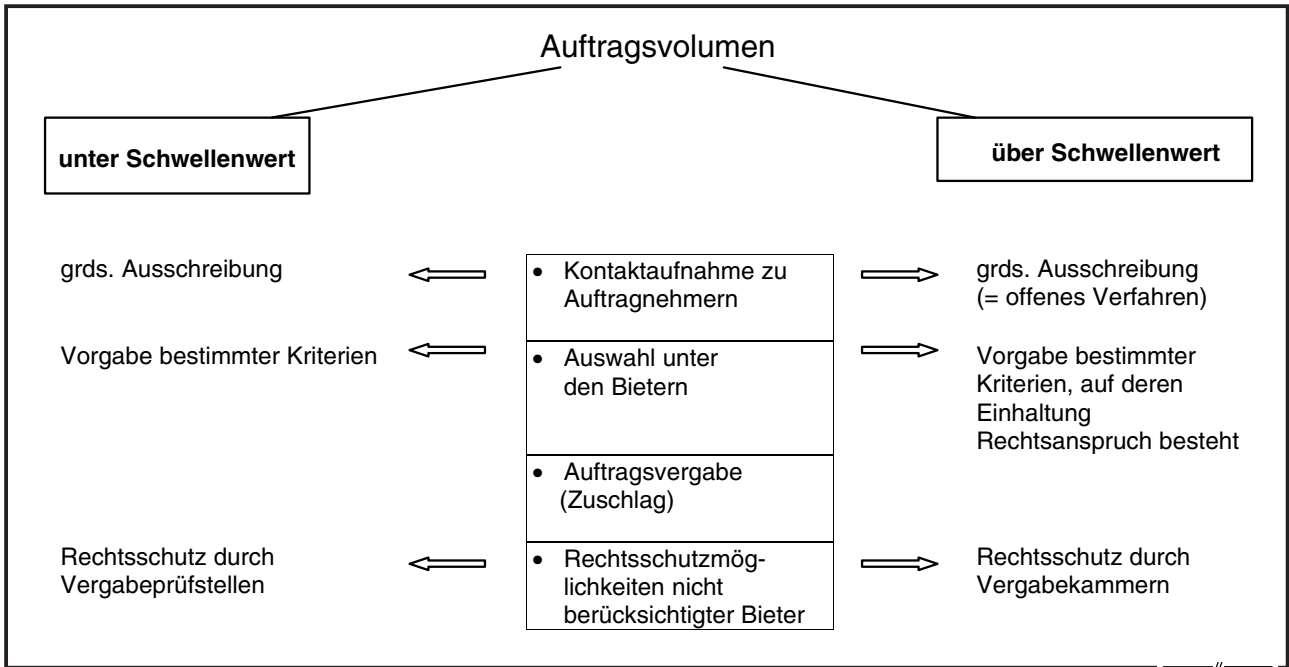 Auftragsvolumen
unter Schwellenwert
über Schwellenwert
grds. Ausschreibung
• Kontaktaufnahme zu
Auftragnehmern
grds. Ausschreibung
(= offenes Verfahren)
Vorgabe bestimmter Kriterien
• Auswahl unter
den Bietern
Vorgabe bestimmter
Kriterien, auf deren
Einhaltung
Rechtsanspruch besteht
• Auftragsvergabe
(Zuschlag)
Rechtsschutz durch
Vergabeprüfstellen
• Rechtsschutzmög-
lichkeiten nicht
berücksichtigter Bieter
Rechtsschutz durch
Vergabekammern